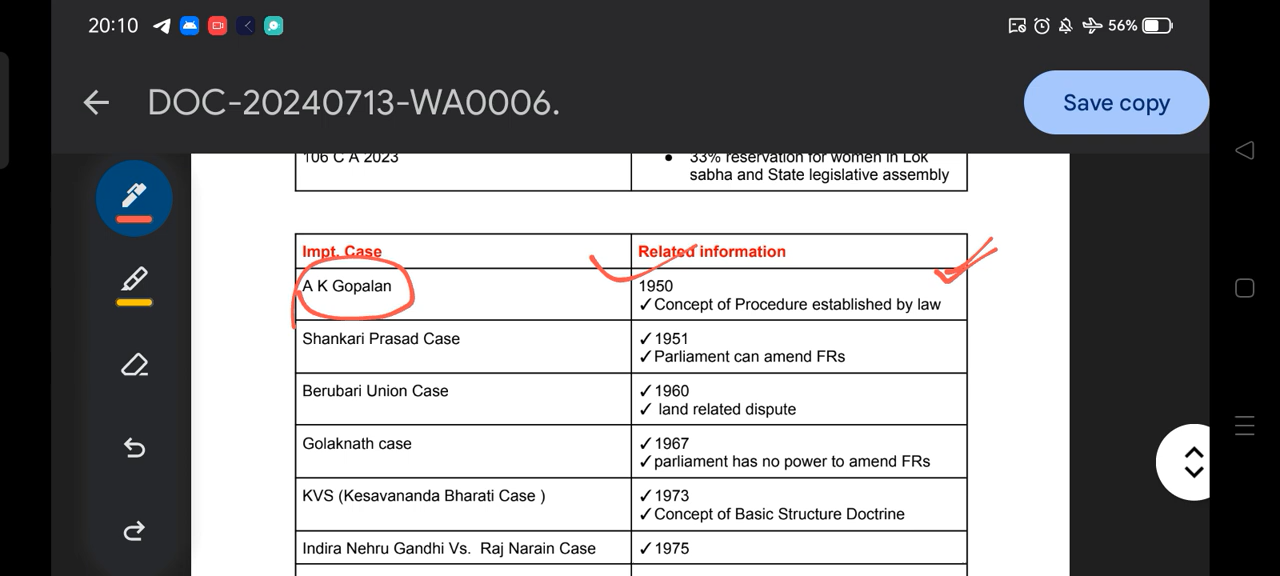 20:10
56%
DOC-20240713-WA0006.
Save copy
106 C A 2023
● 33% reservation for women in Lok
sabha and State legislative assembly
Impt. Case
Related information
A K Gopalan
1950
✓Concept of Procedure established by law
Shankari Prasad Case
✓1951
✓Parliament can amend FRs
Berubari Union Case
✓1960
✓ land related dispute
Golaknath case
✓1967
✓parliament has no power to amend FRs
KVS (Kesavananda Bharati Case )
✓1973
✓Concept of Basic Structure Doctrine
Indira Nehru Gandhi Vs.  Raj Narain Case
✓1975